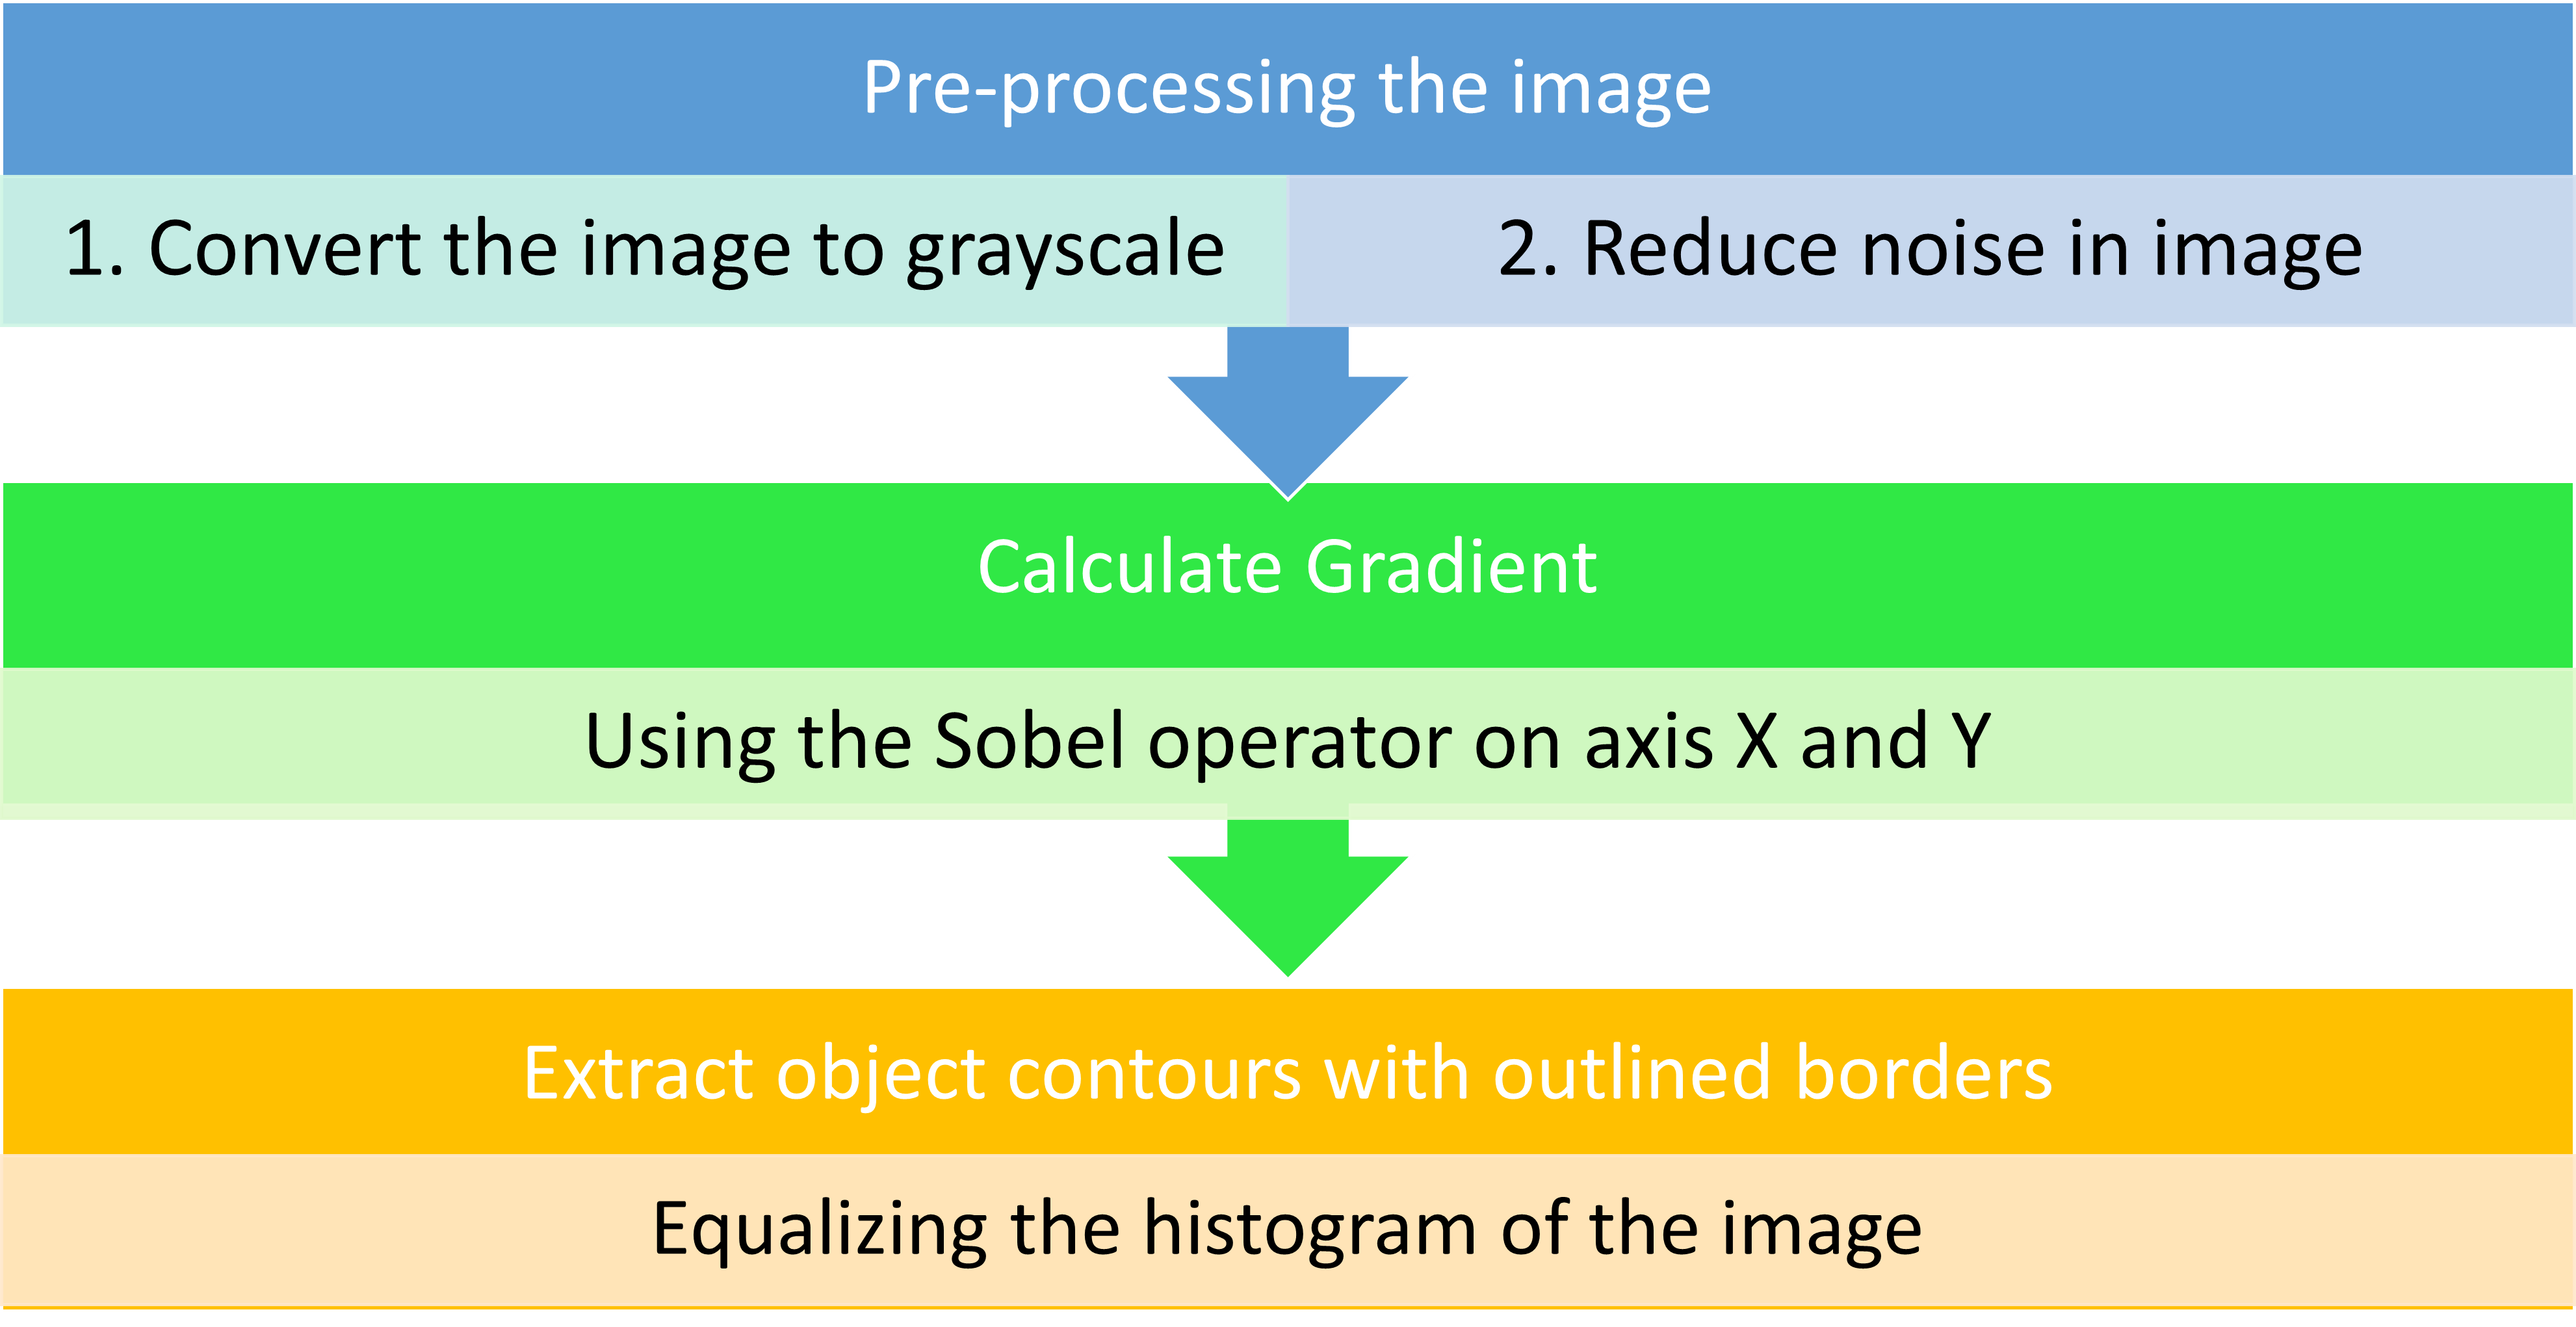 Pre-processing the image
1. Convert the image to grayscale
2. Reduce noise in image
Calculate Gradient
Using the Sobel operator on axis X and Y
Extract object contours with outlined borders
Equalizing the histogram of the image